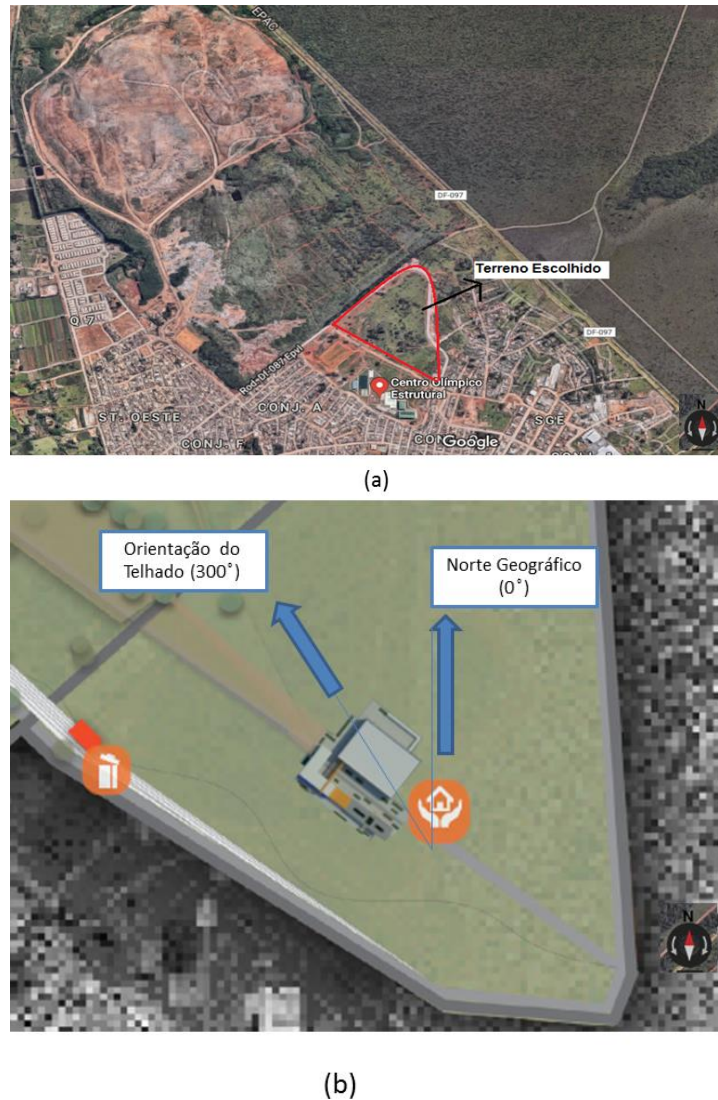 EPAC
DF-097
Terreno Escolhido
Q 7
DF-097
Rod. Df-087-Epvl
Centro Olímpico
Estrutural
CONJ. A
ST. OESTE
SGE
CONJ. F
Google
N
(a)
Orientação do
Telhado (300˚)
Norte Geográfico
(0˚)
N
(b)